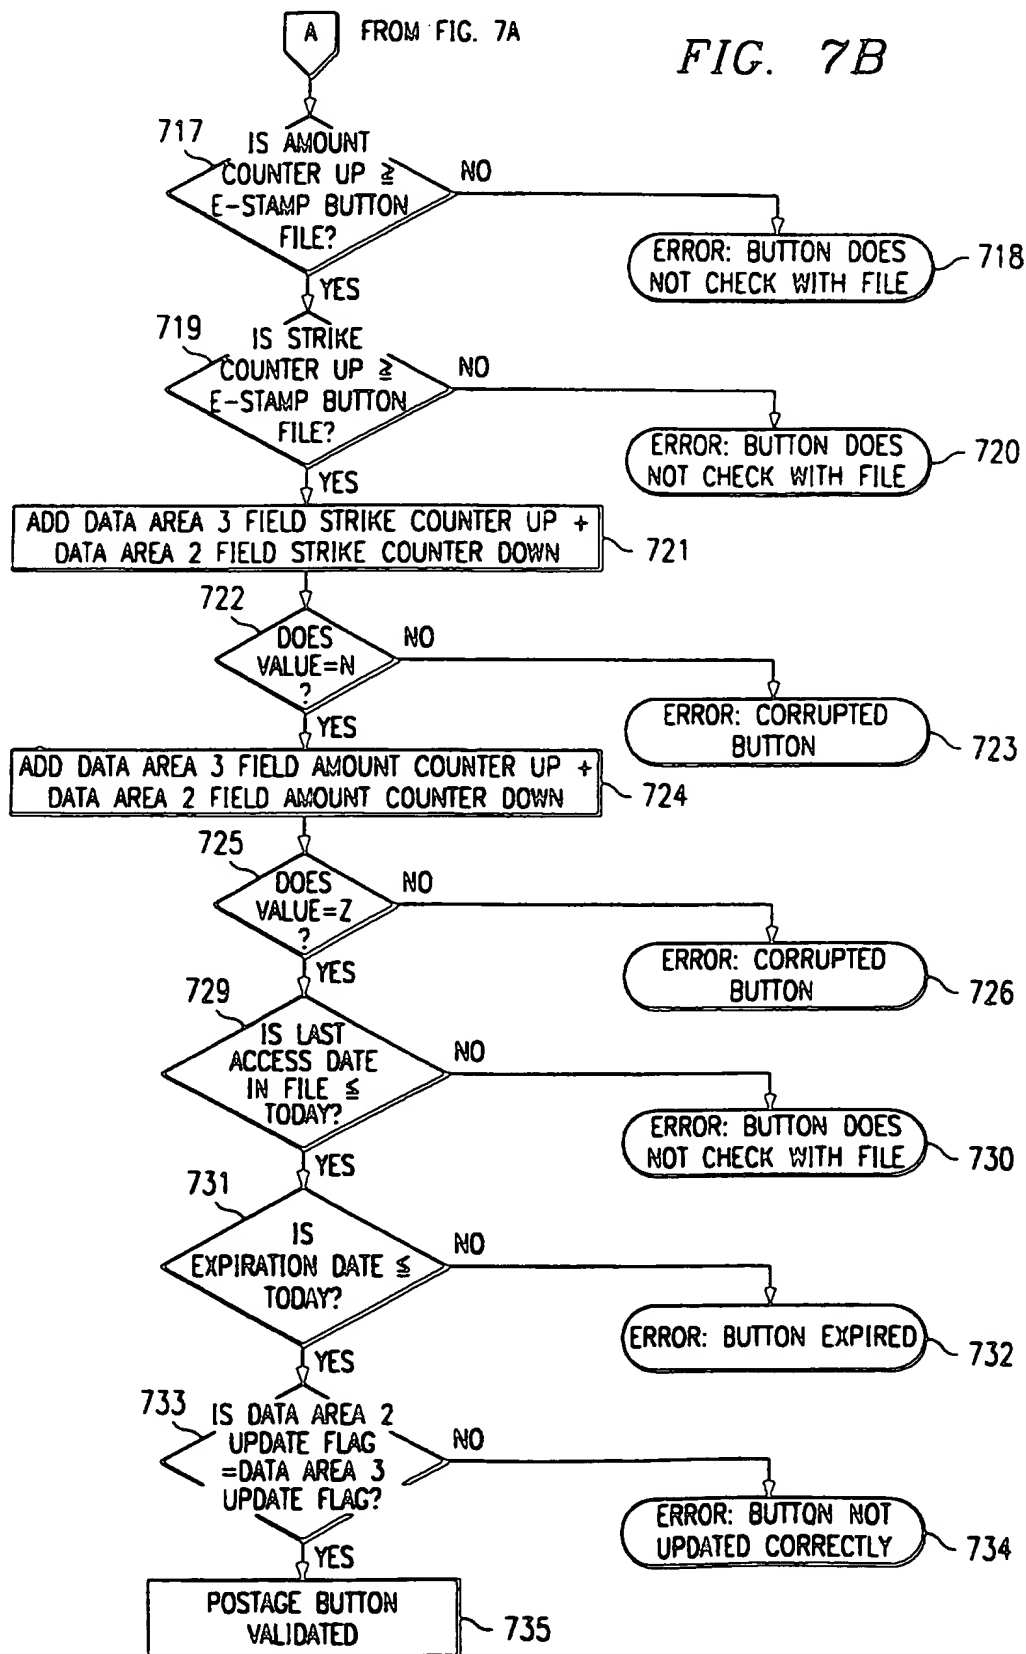 A FROM FIG. 7A
FIG. 7B
717
IS AMOUNT
COUNTER UP ≧
E-STAMP BUTTON
FILE?
NO
ERROR: BUTTON DOES
NOT CHECK WITH FILE
718
YES
719
IS STRIKE
COUNTER UP ≧
E-STAMP BUTTON
FILE?
NO
ERROR: BUTTON DOES
NOT CHECK WITH FILE
720
YES
ADD DATA AREA 3 FIELD STRIKE COUNTER UP +
DATA AREA 2 FIELD STRIKE COUNTER DOWN
721
722
DOES
VALUE=N
?
NO
ERROR: CORRUPTED
BUTTON
723
YES
ADD DATA AREA 3 FIELD AMOUNT COUNTER UP +
DATA AREA 2 FIELD AMOUNT COUNTER DOWN
724
725
DOES
VALUE=Z
?
NO
ERROR: CORRUPTED
BUTTON
726
YES
729
IS LAST
ACCESS DATE
IN FILE ≦
TODAY?
NO
ERROR: BUTTON DOES
NOT CHECK WITH FILE
730
YES
731
IS
EXPIRATION DATE ≦
TODAY?
NO
ERROR: BUTTON EXPIRED
732
YES
733
IS DATA AREA 2
UPDATE FLAG
=DATA AREA 3
UPDATE FLAG?
NO
ERROR: BUTTON NOT
UPDATED CORRECTLY
734
YES
POSTAGE BUTTON
VALIDATED
735